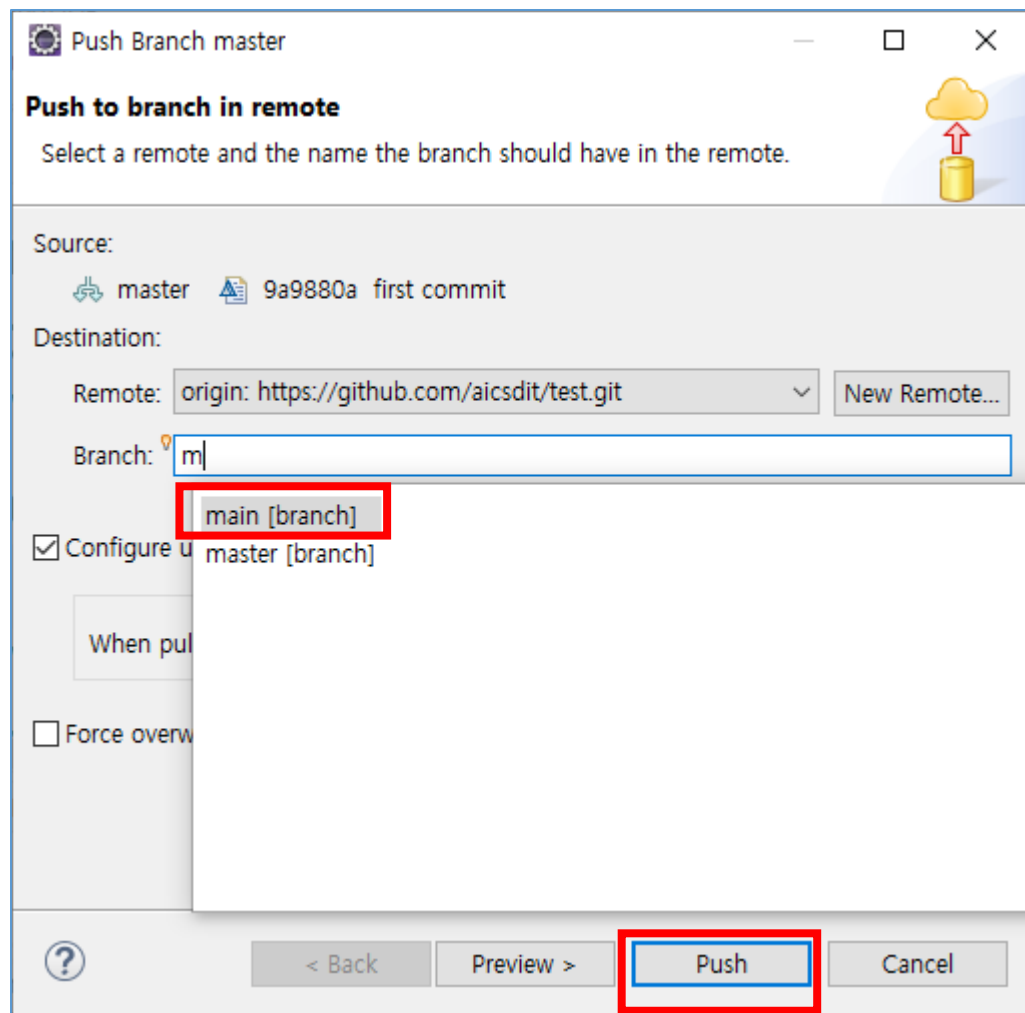 Push Branch master
Push to branch in remote
Select a remote and the name the branch should have in the remote.
Source:
master 9a9880a first commit
Destination:
Remote: origin: https://github.com/aicsdit/test.git New Remote...
Branch: m
main [branch]
Configure u
master [branch]
When pul
Force overw
? < Back Preview > Push Cancel